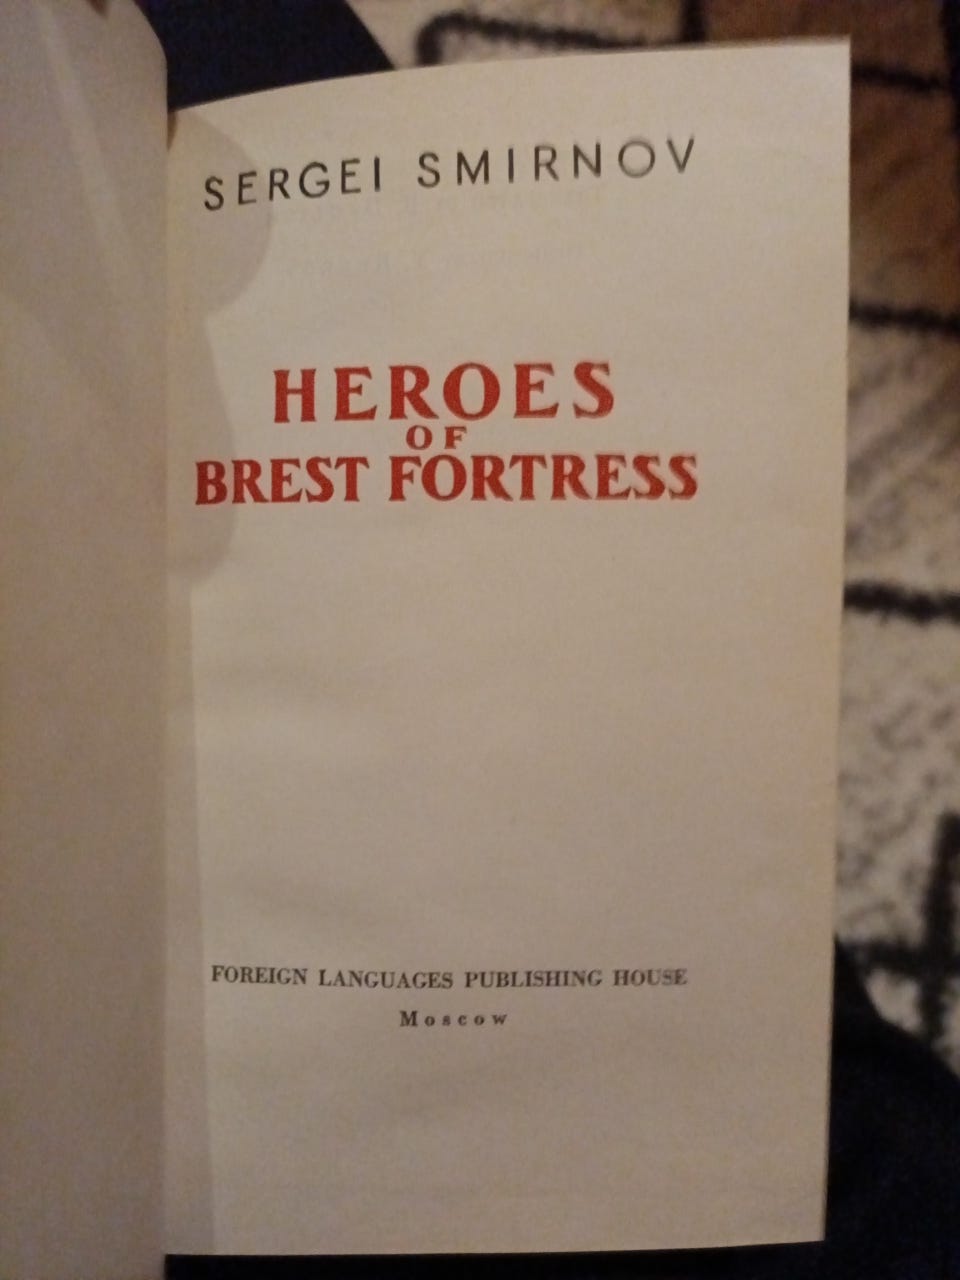 SERGEI SMIRNOV
HEROES
OF
BREST FORTRESS
FOREIGN LANGUAGES PUBLISHING HOUSE
Moscow